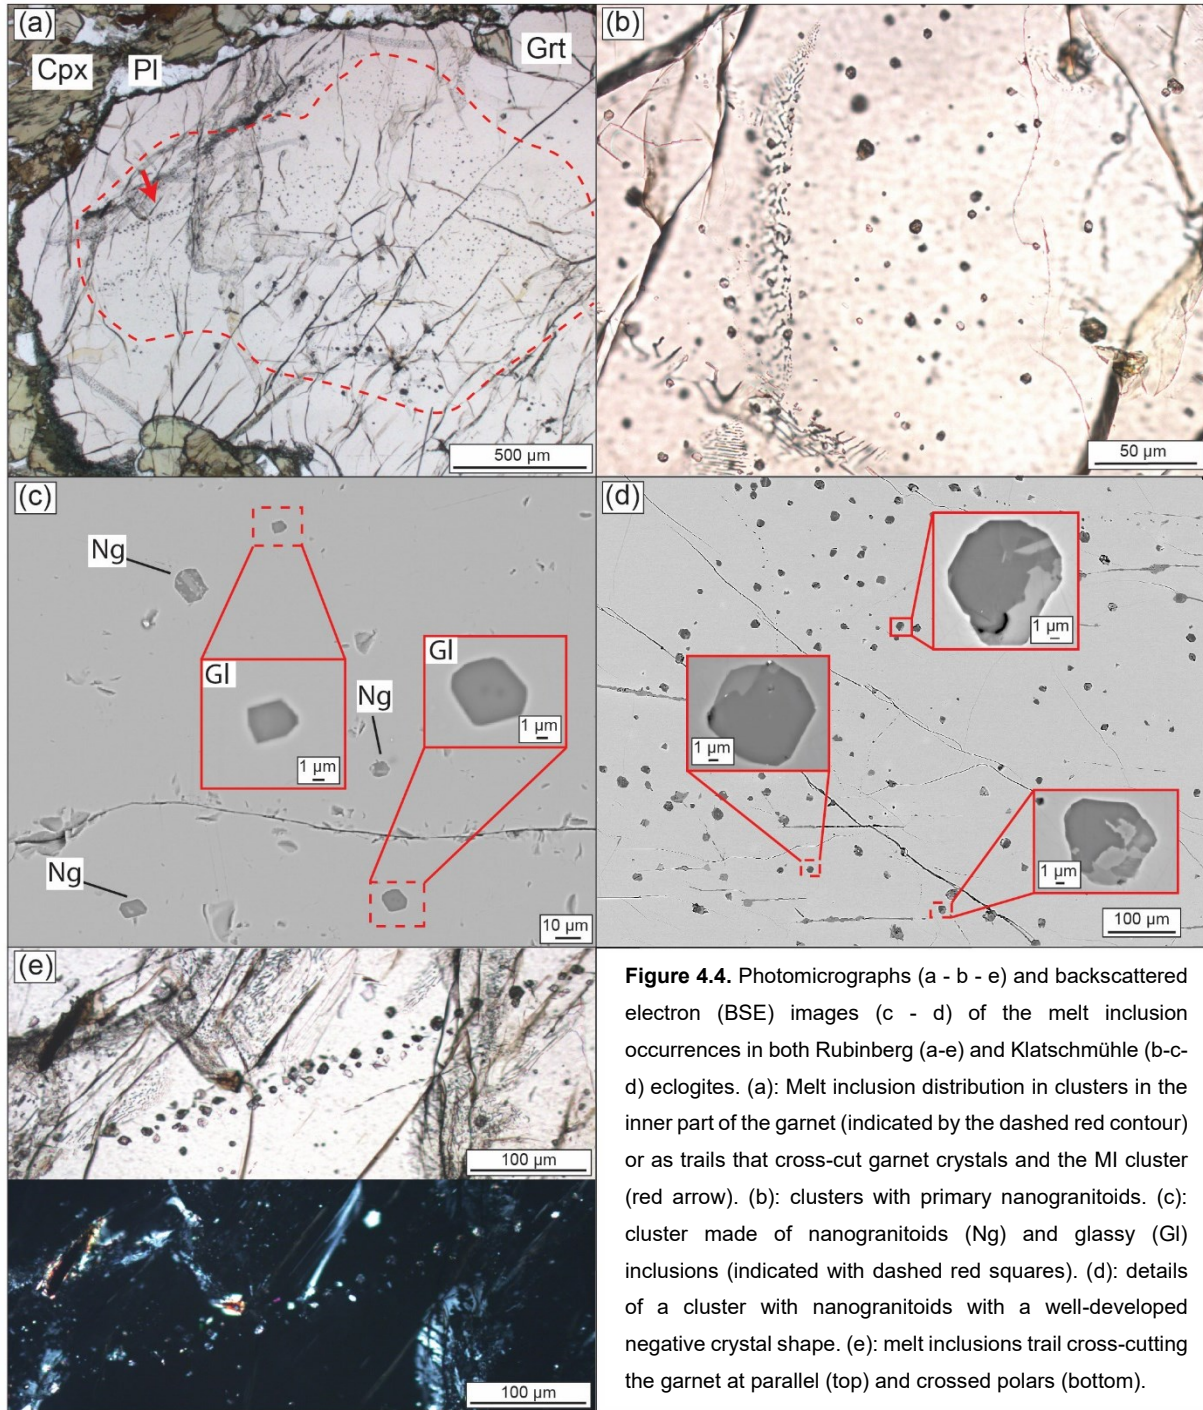 (a)
Cpx
Pl
Grt
500 µm
(b)
50 µm
(c)
Ng
Gl
1 µm
Gl
1 µm
Ng
Ng
10 µm
(d)
1 µm
1 µm
1 µm
100 µm
(e)
100 µm
100 µm
Figure 4.4. Photomicrographs (a - b - e) and backscattered
electron (BSE) images (c - d) of the melt inclusion
occurrences in both Rubinberg (a-e) and Klatschmühle (b-c-
d) eclogites. (a): Melt inclusion distribution in clusters in the
inner part of the garnet (indicated by the dashed red contour)
or as trails that cross-cut garnet crystals and the MI cluster
(red arrow). (b): clusters with primary nanogranitoids. (c):
cluster made of nanogranitoids (Ng) and glassy (Gl)
inclusions (indicated with dashed red squares). (d): details
of a cluster with nanogranitoids with a well-developed
negative crystal shape. (e): melt inclusions trail cross-cutting
the garnet at parallel (top) and crossed polars (bottom).